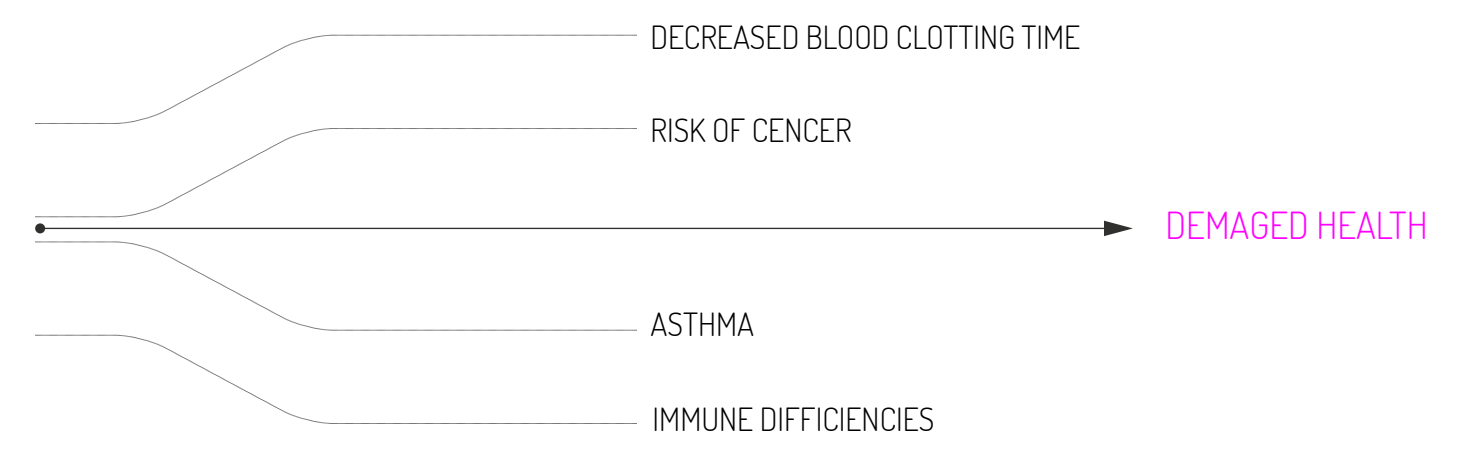 DECREASED BLOOD CLOTTING TIME
RISK OF CENCER
DEMAGED HEALTH
ASTHMA
IMMUNE DIFFICIENCIES